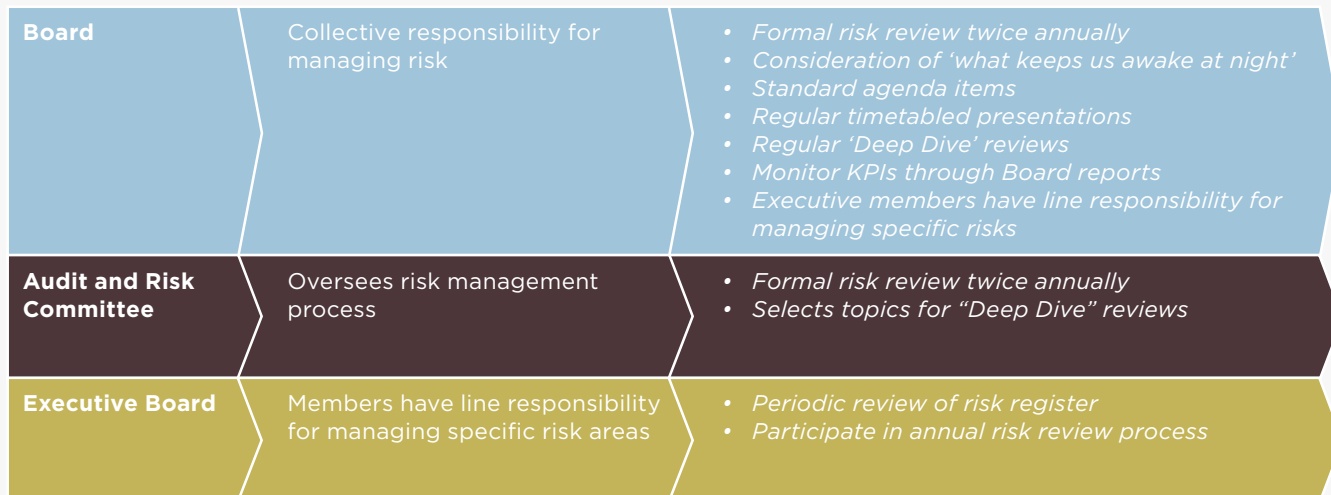 Board
Collective responsibility for
managing risk
• Formal risk review twice annually
• Consideration of ‘what keeps us awake at night’
• Standard agenda items
• Regular timetabled presentations
• Regular ‘Deep Dive’ reviews
• Monitor KPIs through Board reports
• Executive members have line responsibility for
managing specific risks
Audit and Risk
Committee
Oversees risk management
process
• Formal risk review twice annually
• Selects topics for “Deep Dive” reviews
Executive Board
Members have line responsibility
for managing specific risk areas
• Periodic review of risk register
• Participate in annual risk review process